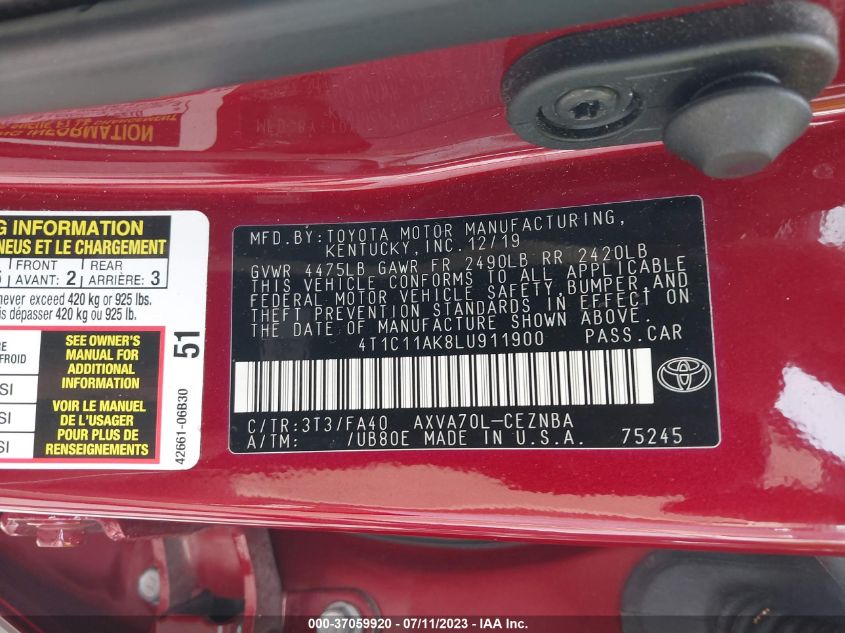 G INFORMATION
NEUS ET LE CHARGEMENT
FRONT REAR
AVANT: 2 ARRIÈRE: 3
never exceed 420 kg or 925 lbs.
dépasser 420 kg ou 925 lb.
SEE OWNER'S
MANUAL FOR
ADDITIONAL
INFORMATION
VOIR LE MANUEL
DE L'USAGER
POUR PLUS DE
RENSEIGNEMENTS
51
42661-06B30
MFD.BY:TOYOTA MOTOR MANUFACTURING,
KENTUCKY, INC.12/19
GVWR 4475LB GAWR FR 2490LB RR 2420LB
THIS VEHICLE CONFORMS TO ALL APPLICABLE
FEDERAL MOTOR VEHICLE SAFETY,BUMPER,AND
THEFT PREVENTION STANDARDS IN EFFECT ON
THE DATE OF MANUFACTURE SHOWN ABOVE.
4T1C11AK8LU911900 PASS.CAR
C/TR:3T3/FA40 AXVA70L-CEZNBA
A/TM: /UB80E MADE IN U.S.A. 75245
TOYOTA
000-37059920 - 07/11/2023 - © IAA Holdings, LLC